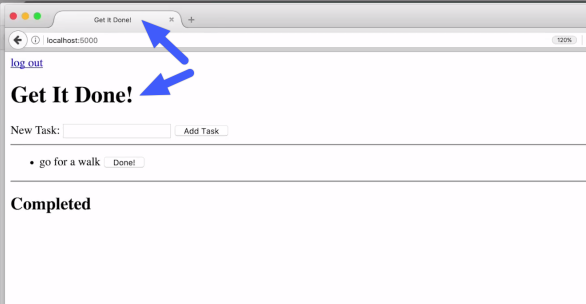 Get It Done!
localhost:5000
120%
log out
Get It Done!
New Task: Add Task
go for a walk Done!
Completed